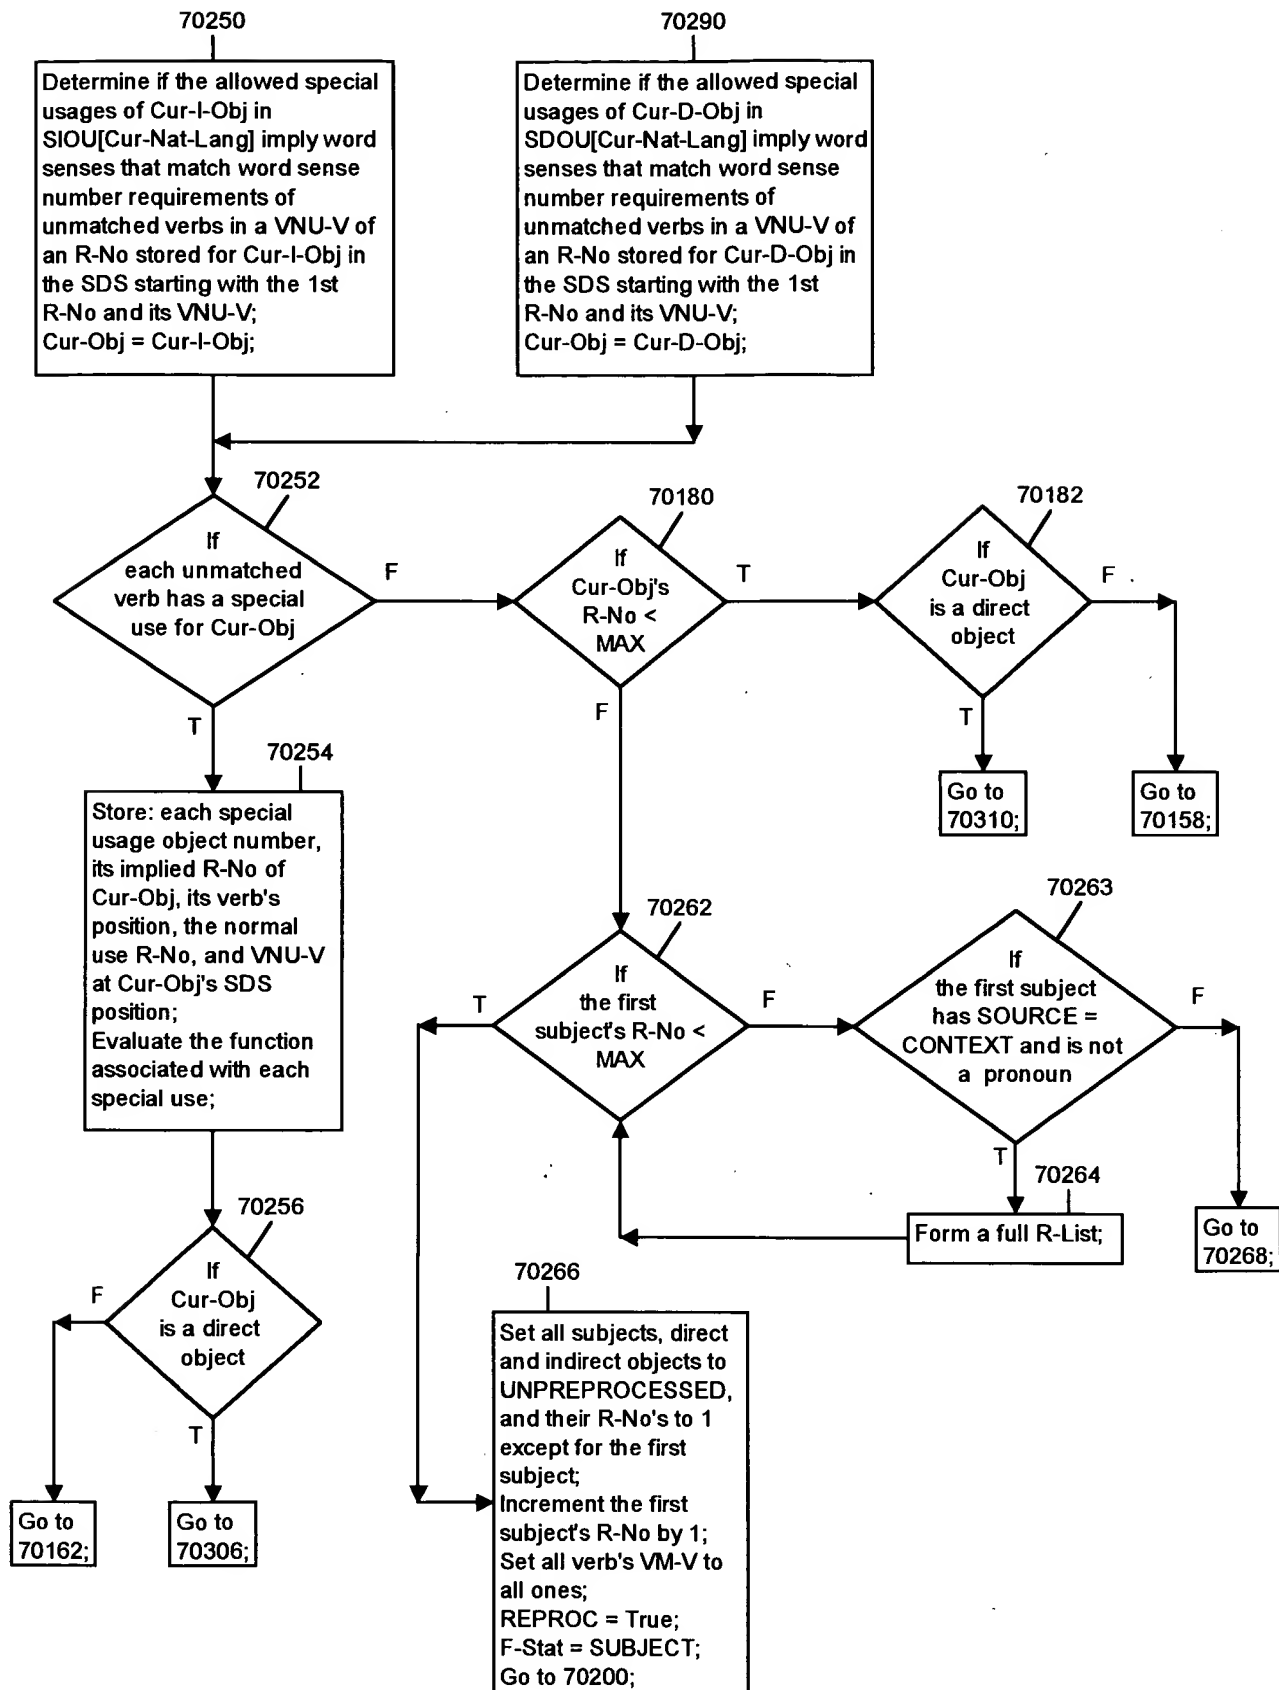 70250
Determine if the allowed special
usages of Cur-I-Obj in
SIOU[Cur-Nat-Lang] imply word
senses that match word sense
number requirements of
unmatched verbs in a VNU-V of
an R-No stored for Cur-I-Obj in
the SDS starting with the 1st
R-No and its VNU-V;
Cur-Obj = Cur-I-Obj;
70290
Determine if the allowed special
usages of Cur-D-Obj in
SDOU[Cur-Nat-Lang] imply word
senses that match word sense
number requirements of
unmatched verbs in a VNU-V of
an R-No stored for Cur-D-Obj in
the SDS starting with the 1st
R-No and its VNU-V;
Cur-Obj = Cur-D-Obj;
70252
If
each unmatched
verb has a special
use for Cur-Obj
F
T
70180
If
Cur-Obj's
R-No <
MAX
T
F
70182
If
Cur-Obj
is a direct
object
F
T
Go to
70310;
Go to
70158;
70254
Store: each special
usage object number,
its implied R-No of
Cur-Obj, its verb's
position, the normal
use R-No, and VNU-V
at Cur-Obj's SDS
position;
Evaluate the function
associated with each
special use;
70262
If
the first
subject's R-No <
MAX
T
F
70263
If
the first subject
has SOURCE =
CONTEXT and is not
a pronoun
F
T
70264
Form a full R-List;
Go to
70268;
70256
If
Cur-Obj
is a direct
object
F
T
Go to
70162;
Go to
70306;
70266
Set all subjects, direct
and indirect objects to
UNPREPROCESSED,
and their R-No's to 1
except for the first
subject;
Increment the first
subject's R-No by 1;
Set all verb's VM-V to
all ones;
REPROC = True;
F-Stat = SUBJECT;
Go to 70200;